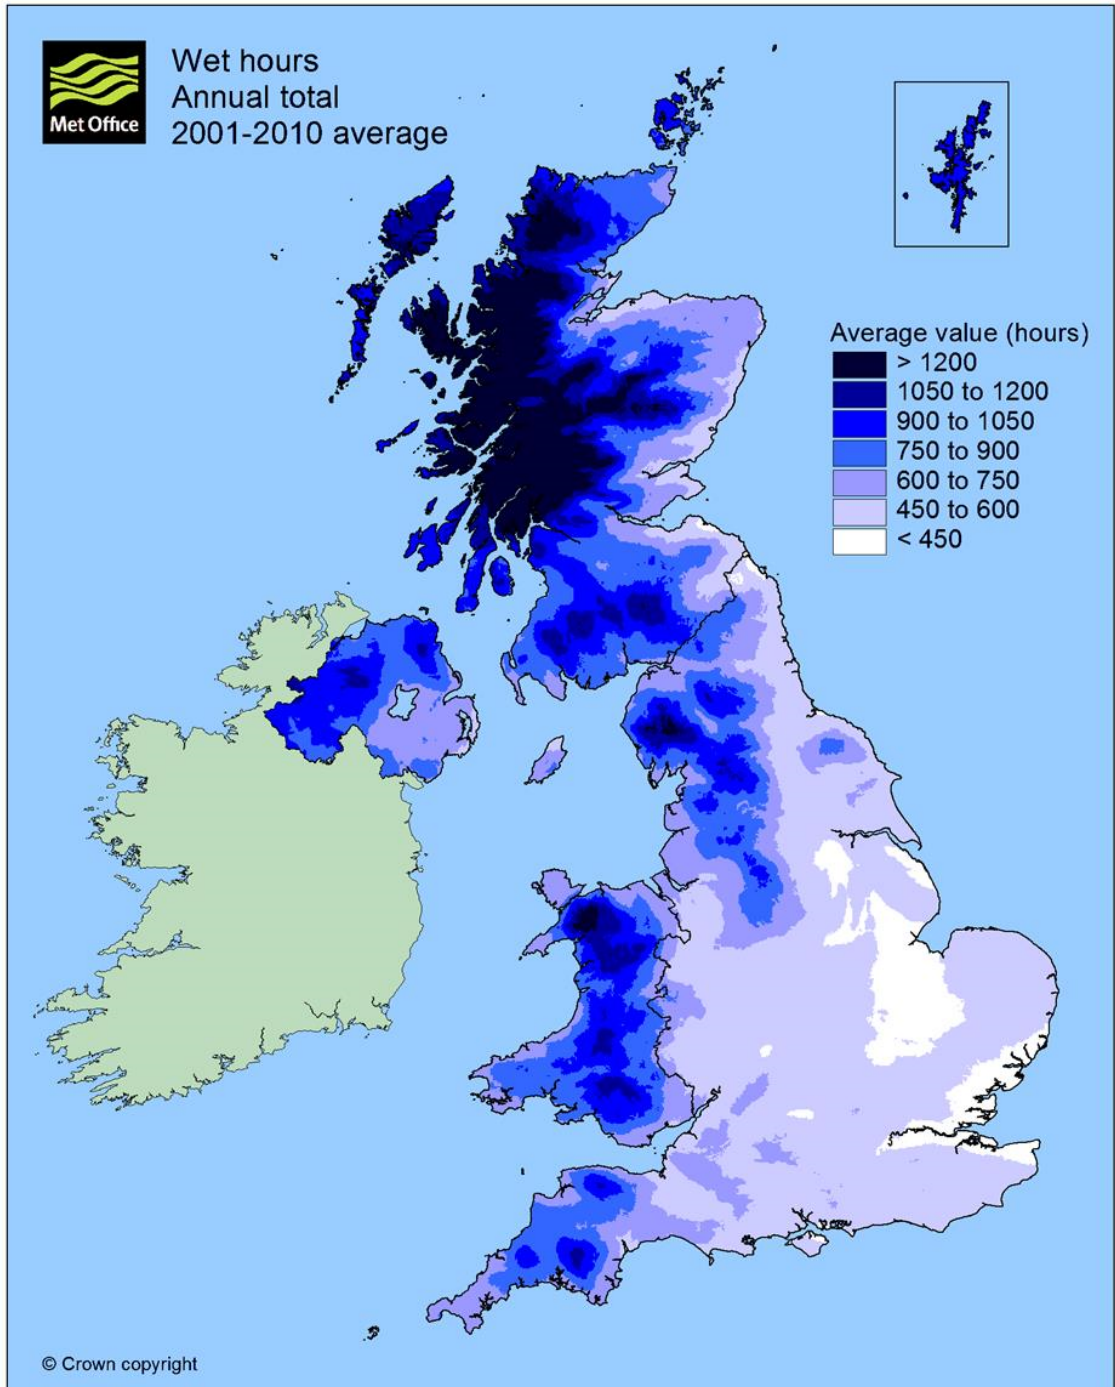 Met Office
Wet hours
Annual total
2001-2010 average
Average value (hours)
> 1200
1050 to 1200
900 to 1050
750 to 900
600 to 750
450 to 600
< 450
© Crown copyright